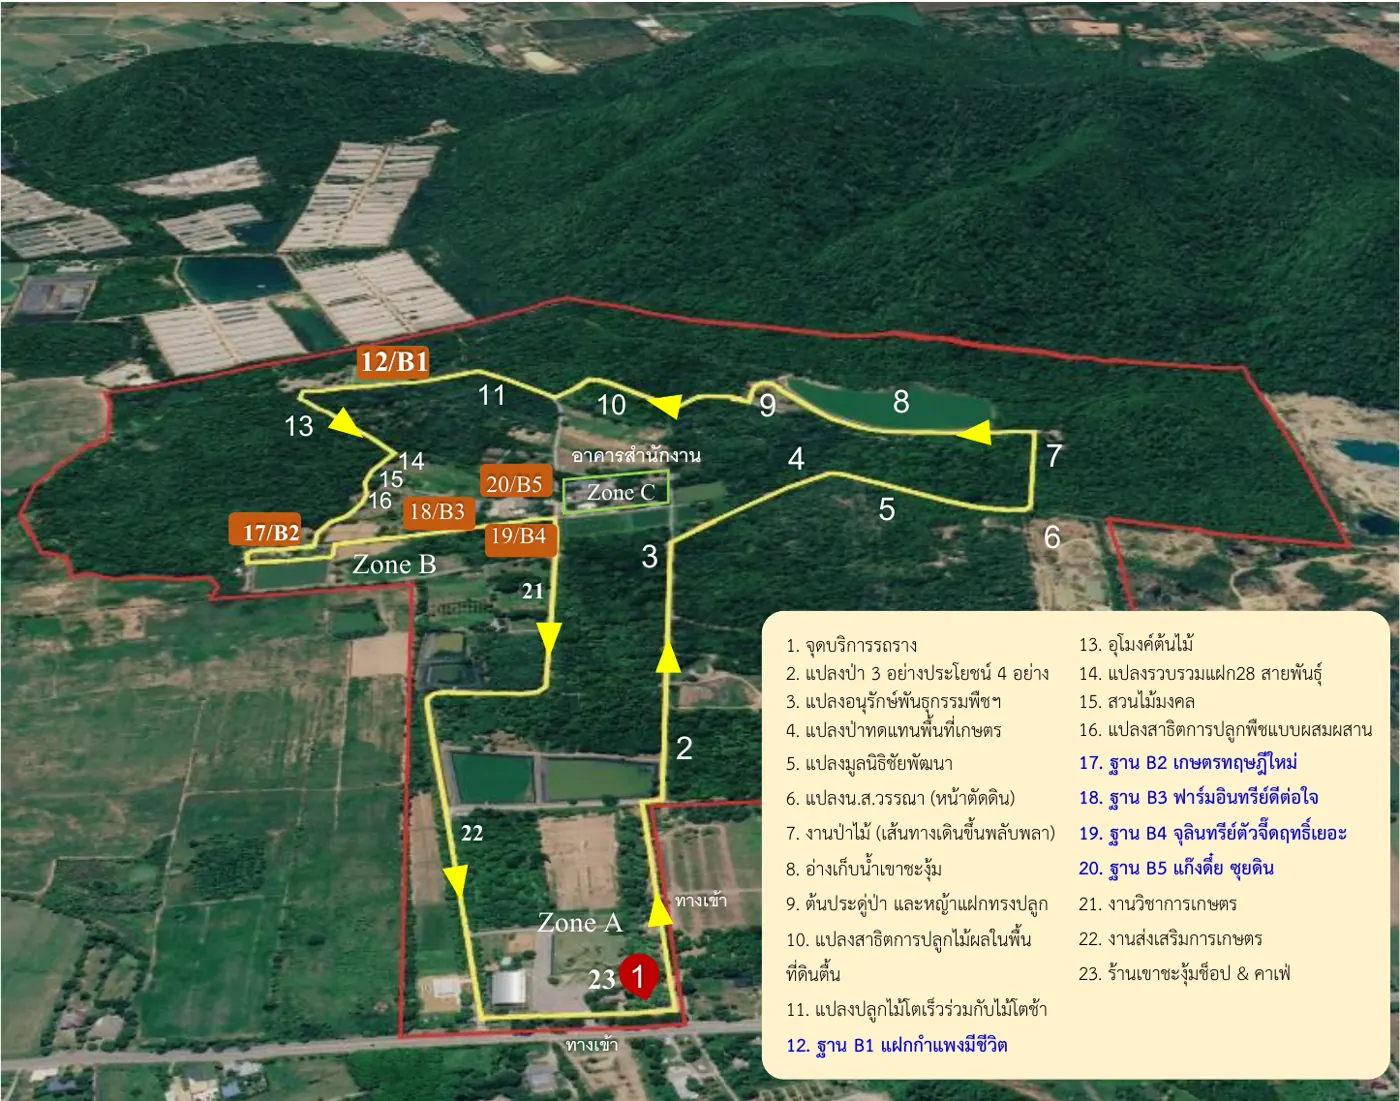 12/B1
11
10
9
8
13
14
15
16
อาคารสำนักงาน
4
7
20/B5
Zone C
5
18/B3
17/B2
19/B4
3
6
Zone B
21
2
22
ทางเข้า
Zone A
23
1
ทางเข้า
1. จุดบริการรถราง
2. แปลงป่า 3 อย่างประโยชน์ 4 อย่าง
3. แปลงอนุรักษ์พันธุกรรมพืชฯ
4. แปลงป่าทดแทนพื้นที่เกษตร
5. แปลงมูลนิธิชัยพัฒนา
6. แปลงน.ส.วรรณา (หน้าตัดดิน)
7. งานป่าไม้ (เส้นทางเดินขึ้นพลับพลา)
8. อ่างเก็บน้ำเขาชะงุ้ม
9. ต้นประดู่ป่า และหญ้าแฝกทรงปลูก
10. แปลงสาธิตการปลูกไม้ผลในพื้น
ที่ดินตื้น
11. แปลงปลูกไม้โตเร็วร่วมกับไม้โตช้า
12. ฐาน B1 แฝกกำแพงมีชีวิต
13. อุโมงค์ต้นไม้
14. แปลงรวบรวมแฝก28 สายพันธุ์
15. สวนไม้มงคล
16. แปลงสาธิตการปลูกพืชแบบผสมผสาน
17. ฐาน B2 เกษตรทฤษฎีใหม่
18. ฐาน B3 ฟาร์มอินทรีย์ดีต่อใจ
19. ฐาน B4 จุลินทรีย์ตัวจี๊ดฤทธิ์เยอะ
20. ฐาน B5 แก๊งดึ๋ย ซุยดิน
21. งานวิชาการเกษตร
22. งานส่งเสริมการเกษตร
23. ร้านเขาชะงุ้มช็อป & คาเฟ่